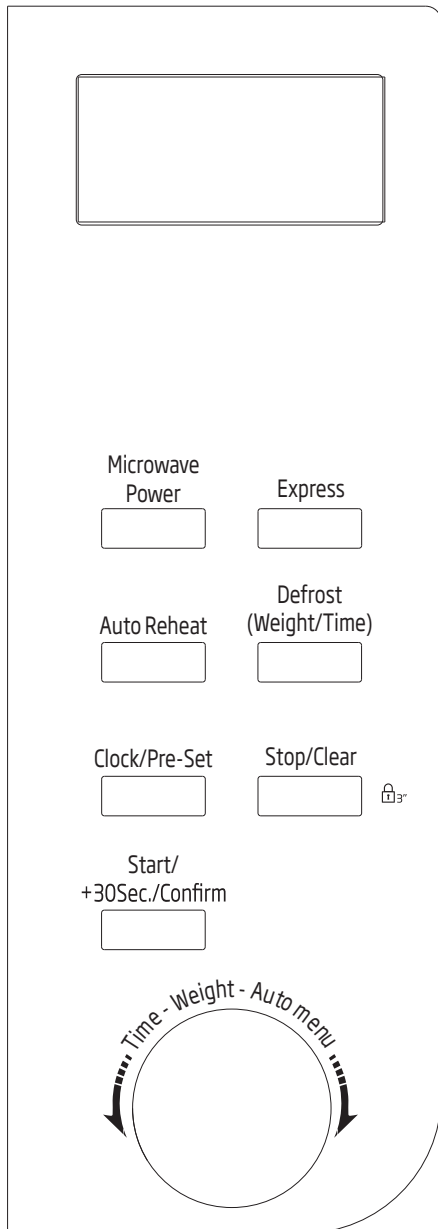 Microwave
Power
Express
Auto Reheat
Defrost
(Weight/Time)
Clock/Pre-Set
Stop/Clear
3″
Start/
+30Sec./Confirm
Time - Weight - Auto menu